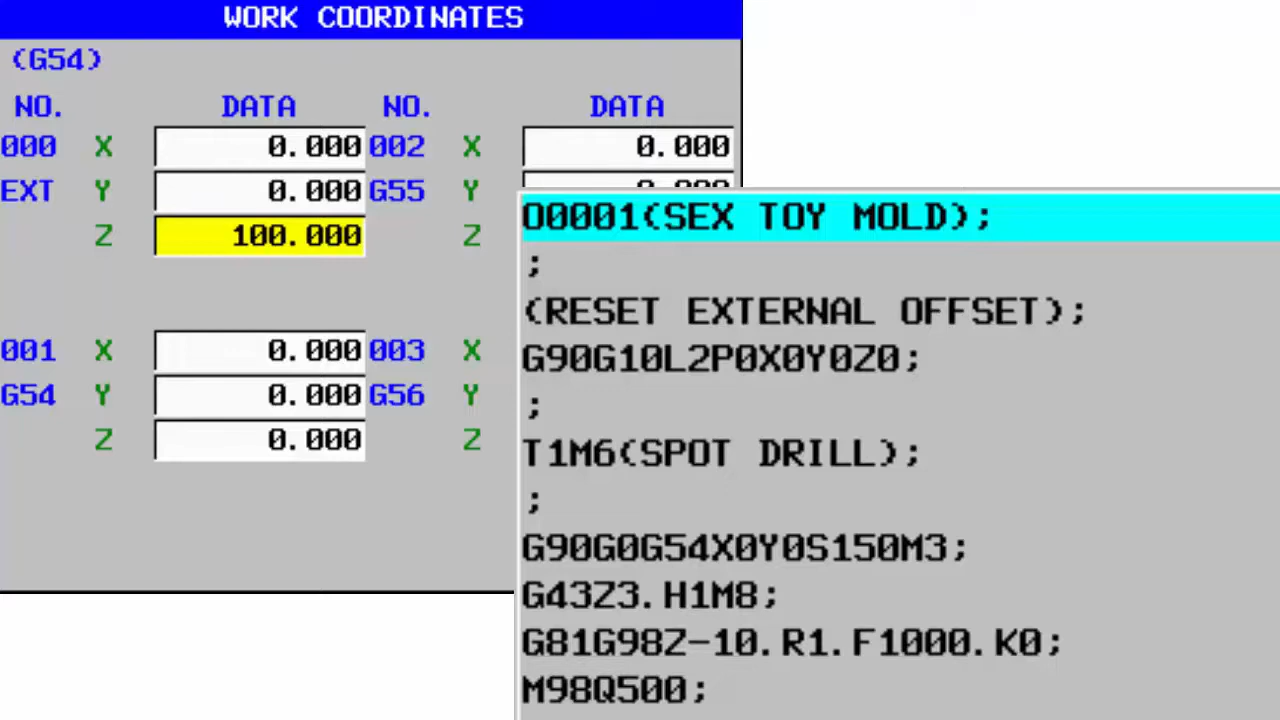 WORK COORDINATES
(G54)
NO. DATA NO. DATA
000 X 0.000 002 X 0.000
EXT Y 0.000 G55 Y
Z 100.000 Z
001 X 0.000 003 X
G54 Y 0.000 G56 Y
Z 0.000 Z
O0001(SEX TOY MOLD);
;
(RESET EXTERNAL OFFSET);
G90G10L2P0X0Y0Z0;
;
T1M6(SPOT DRILL);
;
G90G0G54X0Y0S150M3;
G43Z3.H1M8;
G81G98Z-10.R1.F1000.K0;
M98Q500;